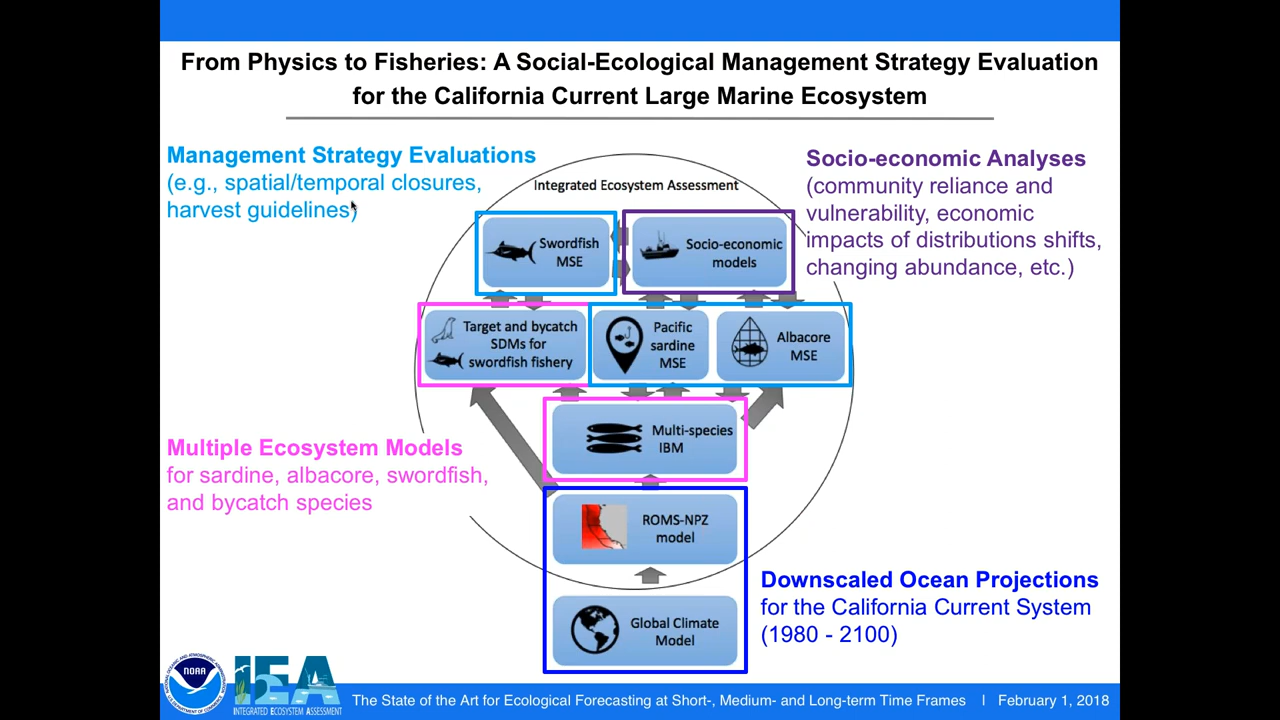 From Physics to Fisheries: A Social-Ecological Management Strategy Evaluation
for the California Current Large Marine Ecosystem
Management Strategy Evaluations
(e.g., spatial/temporal closures,
harvest guidelines)
Socio-economic Analyses
(community reliance and
vulnerability, economic
impacts of distributions shifts,
changing abundance, etc.)
Integrated Ecosystem Assessment
Swordfish
MSE
Socio-economic
models
Target and bycatch
SDMs for
swordfish fishery
Pacific
sardine
MSE
Albacore
MSE
Multiple Ecosystem Models
for sardine, albacore, swordfish,
and bycatch species
Multi-species
IBM
ROMS-NPZ
model
Global Climate
Model
Downscaled Ocean Projections
for the California Current System
(1980 - 2100)
NOAA
IEA
INTEGRATED ECOSYSTEM ASSESSMENT
The State of the Art for Ecological Forecasting at Short-, Medium- and Long-term Time Frames | February 1, 2018